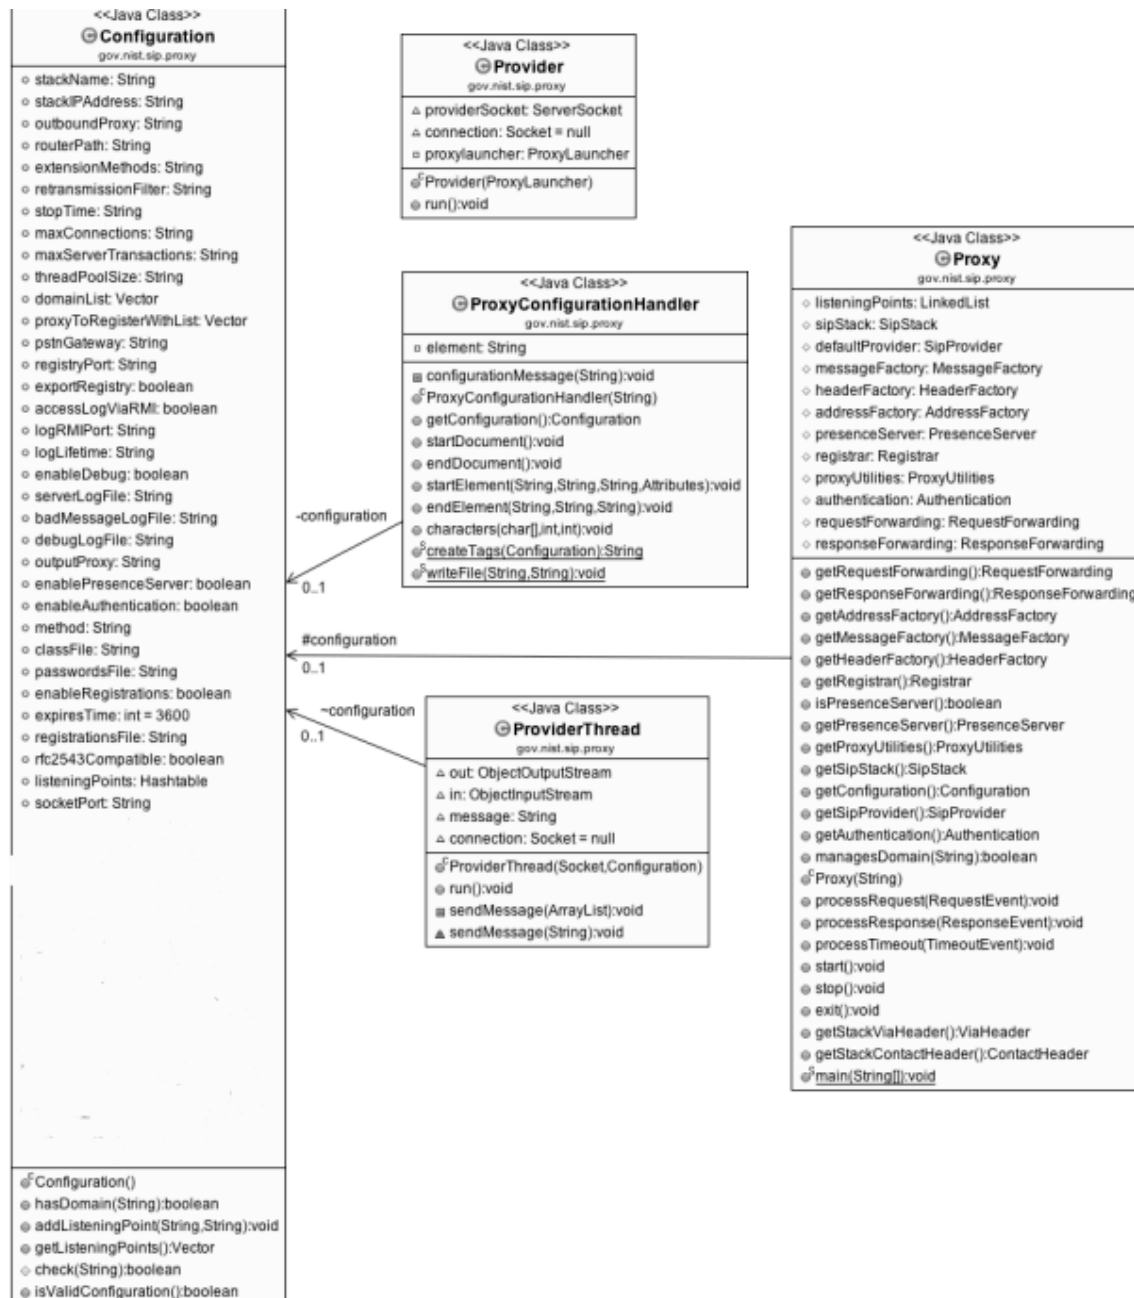 <<Java Class>>
Configuration
gov.nist.sip.proxy
stackName: String
stackIPAddress: String
outboundProxy: String
routerPath: String
extensionMethods: String
retransmissionFilter: String
stopTime: String
maxConnections: String
maxServerTransactions: String
threadPoolSize: String
domainList: Vector
proxyToRegisterWithList: Vector
pstnGateway: String
registryPort: String
exportRegistry: boolean
accessLogViaRMI: boolean
logRMIPort: String
logLifetime: String
enableDebug: boolean
serverLogFile: String
badMessageLogFile: String
debugLogFile: String
outputProxy: String
enablePresenceServer: boolean
enableAuthentication: boolean
method: String
classFile: String
passwordsFile: String
enableRegistrations: boolean
expiresTime: int = 3600
registrationsFile: String
rfc2543Compatible: boolean
listeningPoints: Hashtable
socketPort: String
Configuration()
hasDomain(String):boolean
addListeningPoint(String,String):void
getListeningPoints():Vector
check(String):boolean
isValidConfiguration():boolean
<<Java Class>>
Provider
gov.nist.sip.proxy
providerSocket: ServerSocket
connection: Socket = null
proxylauncher: ProxyLauncher
Provider(ProxyLauncher)
run():void
<<Java Class>>
ProxyConfigurationHandler
gov.nist.sip.proxy
element: String
configurationMessage(String):void
ProxyConfigurationHandler(String)
getConfiguration():Configuration
startDocument():void
endDocument():void
startElement(String,String,String,Attributes):void
endElement(String,String,String):void
characters(char[],int,int):void
createTags(Configuration):String
writeFile(String,String):void
-configuration
0..1
#configuration
0..1
~configuration
0..1
<<Java Class>>
ProviderThread
gov.nist.sip.proxy
out: ObjectOutputStream
in: ObjectInputStream
message: String
connection: Socket = null
ProviderThread(Socket,Configuration)
run():void
sendMessage(ArrayList):void
sendMessage(String):void
<<Java Class>>
Proxy
gov.nist.sip.proxy
listeningPoints: LinkedList
sipStack: SipStack
defaultProvider: SipProvider
messageFactory: MessageFactory
headerFactory: HeaderFactory
addressFactory: AddressFactory
presenceServer: PresenceServer
registrar: Registrar
proxyUtilities: ProxyUtilities
authentication: Authentication
requestForwarding: RequestForwarding
responseForwarding: ResponseForwarding
getRequestForwarding():RequestForwarding
getResponseForwarding():ResponseForwarding
getAddressFactory():AddressFactory
getMessageFactory():MessageFactory
getHeaderFactory():HeaderFactory
getRegistrar():Registrar
isPresenceServer():boolean
getPresenceServer():PresenceServer
getProxyUtilities():ProxyUtilities
getSipStack():SipStack
getConfiguration():Configuration
getSipProvider():SipProvider
getAuthentication():Authentication
managesDomain(String):boolean
Proxy(String)
processRequest(RequestEvent):void
processResponse(ResponseEvent):void
processTimeout(TimeoutEvent):void
start():void
stop():void
exit():void
getStackViaHeader():ViaHeader
getStackContactHeader():ContactHeader
main(String[]):void